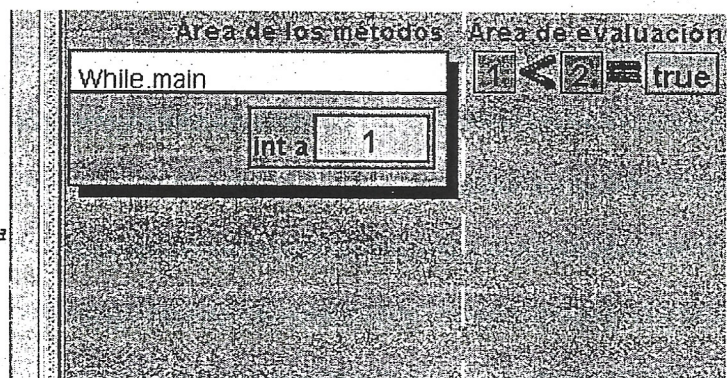 Área de los métodos
Área de evaluación
While.main
1 < 2 = true
int a 1